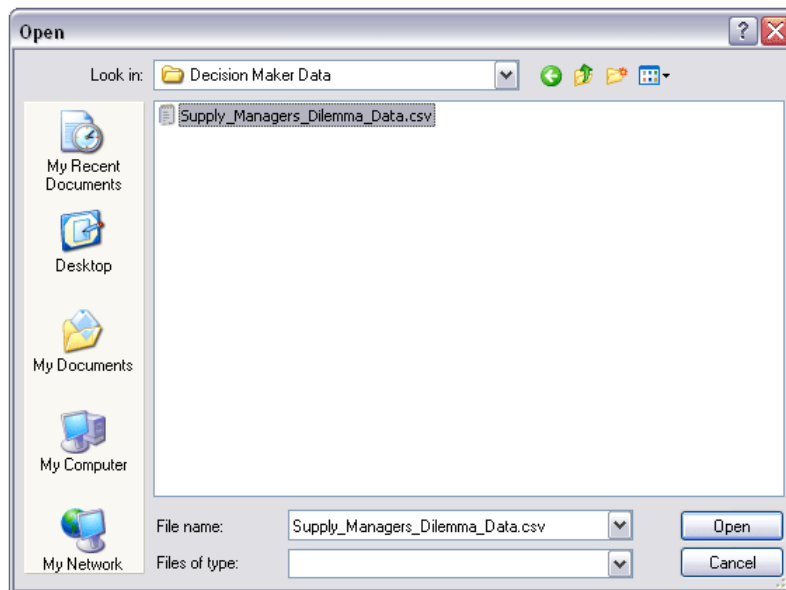 Open
Look in: Decision Maker Data
Supply_Managers_Dilemma_Data.csv
My Recent
Documents
Desktop
My Documents
My Computer
My Network
File name: Supply_Managers_Dilemma_Data.csv Open
Files of type: Cancel